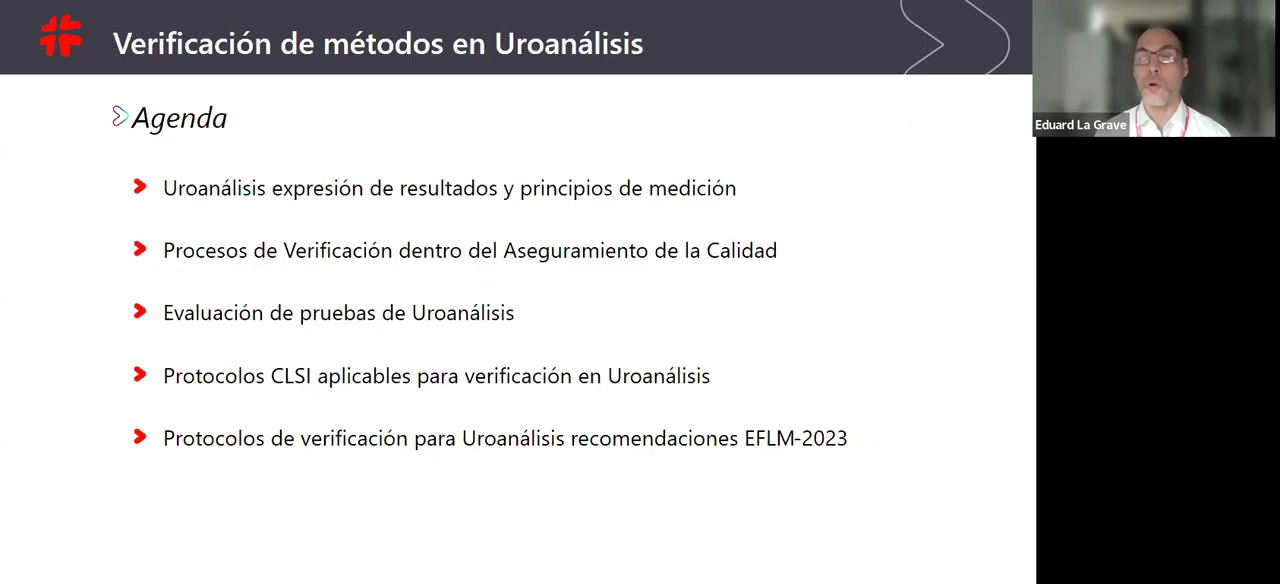 Verificación de métodos en Uroanálisis
Eduard La Grave
Agenda
Uroanálisis expresión de resultados y principios de medición
Procesos de Verificación dentro del Aseguramiento de la Calidad
Evaluación de pruebas de Uroanálisis
Protocolos CLSI aplicables para verificación en Uroanálisis
Protocolos de verificación para Uroanálisis recomendaciones EFLM-2023